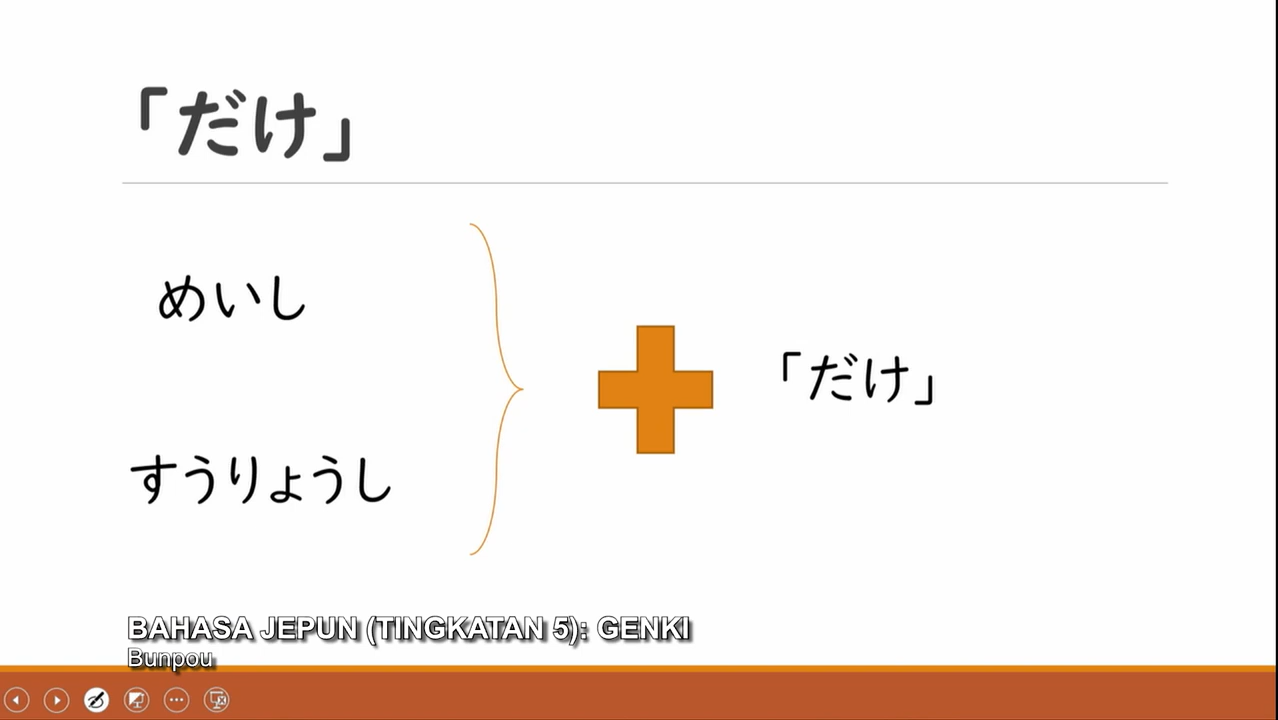 「だけ」
めいし
すうりょうし
「だけ」
BAHASA JEPUN (TINGKATAN 5): GENKI
Bunpou